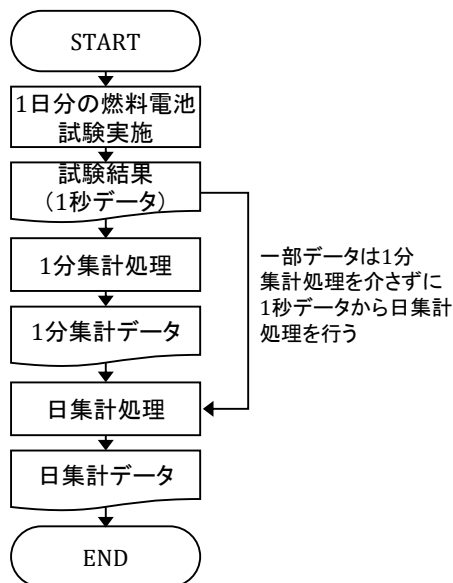 START
1日分の燃料電池
試験実施
試験結果
（1秒データ）
1分集計処理
1分集計データ
日集計処理
日集計データ
END
一部データは1分
集計処理を介さずに
1秒データから日集計
処理を行う